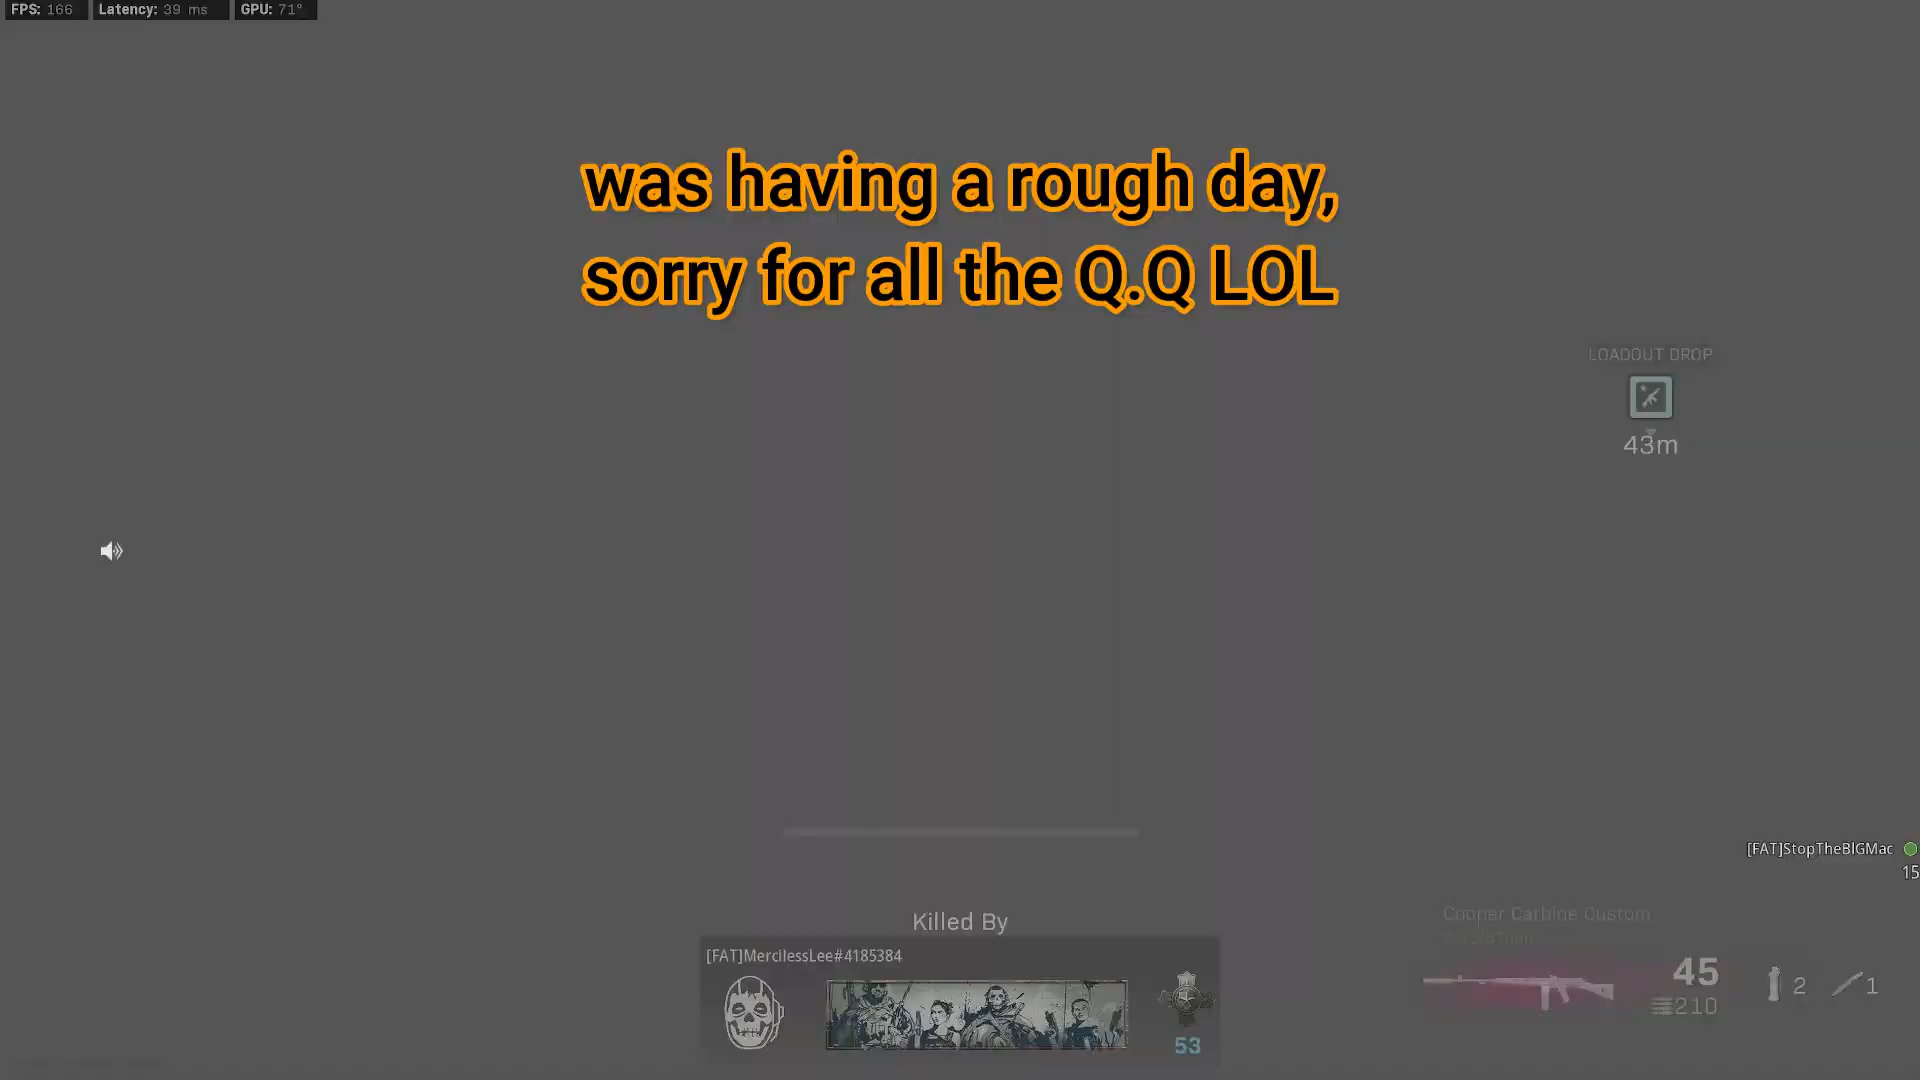 FPS: 166 Latency: 39 ms GPU: 71°
was having a rough day,
sorry for all the Q.Q LOL
LOADOUT DROP
43m
[FAT]StopTheBIGMac
15
Killed By
Cooper Carbine Custom
[FAT]MercilessLee#4185384
45
2
1
210
53